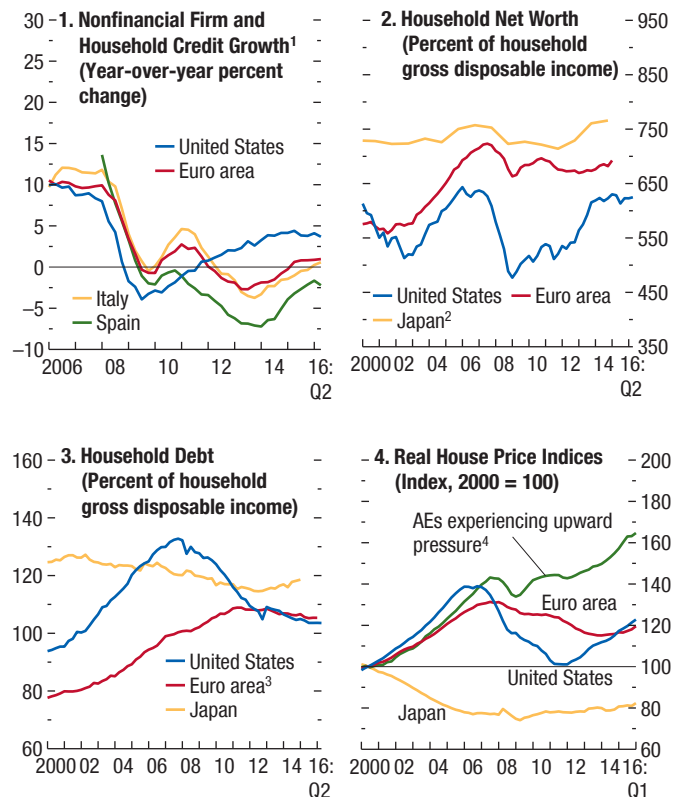 1. Nonfinancial Firm and
Household Credit Growth¹
(Year-over-year percent
change)
30
25
20
15
10
5
0
–5
–10
United States
Euro area
Italy
Spain
2006 08 10 12 14 16:
Q2
2. Household Net Worth
(Percent of household
gross disposable income)
950
850
750
650
550
450
350
United States
Euro area
Japan²
2000 02 04 06 08 10 12 14 16:
Q2
3. Household Debt
(Percent of household
gross disposable income)
160
140
120
100
80
60
United States
Euro area³
Japan
2000 02 04 06 08 10 12 14 16:
Q2
4. Real House Price Indices
(Index, 2000 = 100)
200
180
160
140
120
100
80
60
AEs experiencing upward
pressure⁴
Euro area
United States
Japan
2000 02 04 06 08 10 12 14 16:
Q1